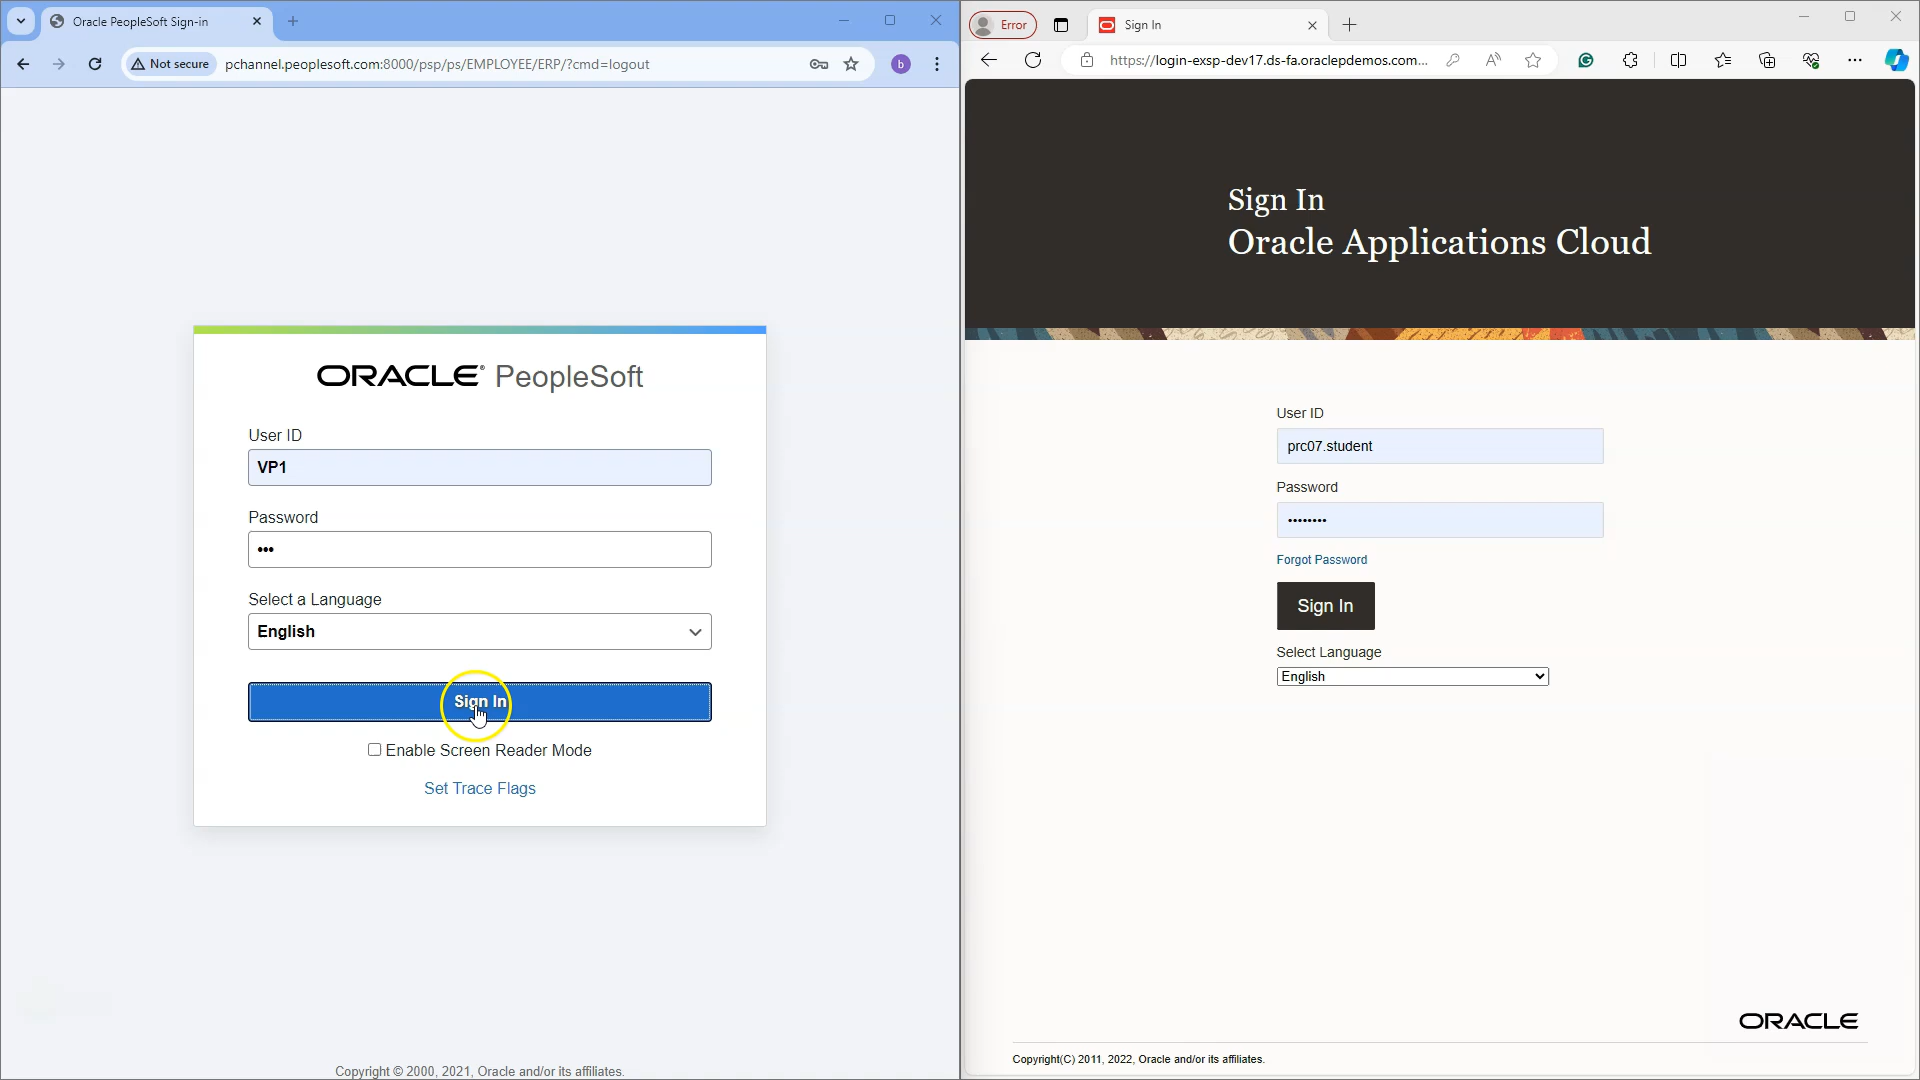 Oracle PeopleSoft Sign-in
Not secure
pchannel.peoplesoft.com:8000/psp/ps/EMPLOYEE/ERP/?cmd=logout
b
ORACLE® PeopleSoft
User ID
VP1
Password
•••
Select a Language
English
Sign In
Enable Screen Reader Mode
Set Trace Flags
Copyright © 2000, 2021, Oracle and/or its affiliates.
Error
Sign In
https://login-exsp-dev17.ds-fa.oraclepdemos.com...
Sign In
Oracle Applications Cloud
User ID
prc07.student
Password
••••••••
Forgot Password
Sign In
Select Language
English
ORACLE
Copyright(C) 2011, 2022, Oracle and/or its affiliates.